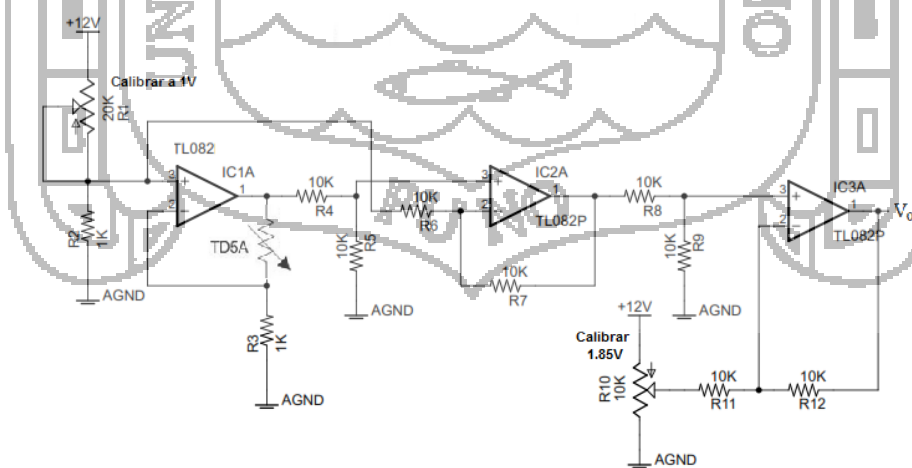 +12V
Calibrar a 1V
20K
R1
TL082
IC1A
3
2
1
10K
R4
R2
1K
AGND
TD5A
R3
1K
AGND
10K
R5
AGND
10K
R6
IC2A
3
2
1
TL082P
10K
R7
10K
R8
10K
R9
AGND
IC3A
3
2
1
TL082P
+12V
Calibrar
1.85V
R10
10K
AGND
10K
R11
10K
R12
UN
NO